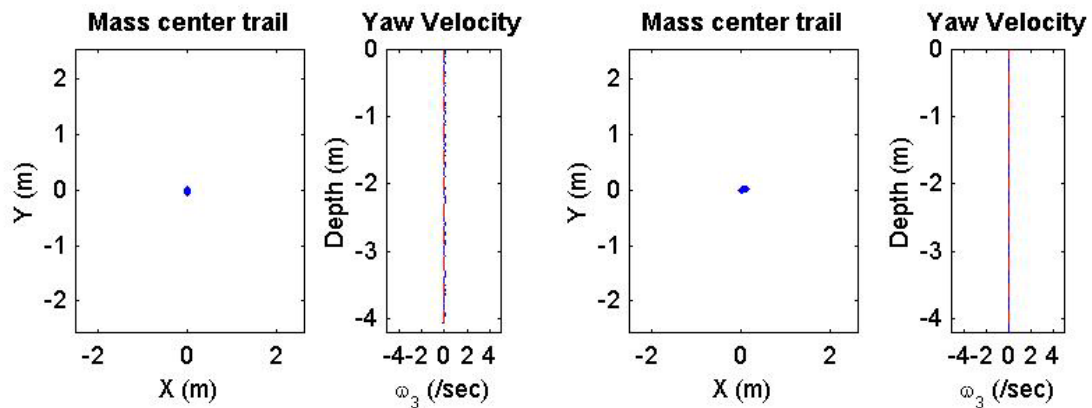 Mass center trail
Y (m)
2
1
0
-1
-2
-2 0 2
X (m)
Yaw Velocity
Depth (m)
0
-1
-2
-3
-4
-4 -2 0 2 4
ω3 (/sec)
Mass center trail
Y (m)
2
1
0
-1
-2
-2 0 2
X (m)
Yaw Velocity
Depth (m)
0
-1
-2
-3
-4
-4 -2 0 2 4
ω3 (/sec)